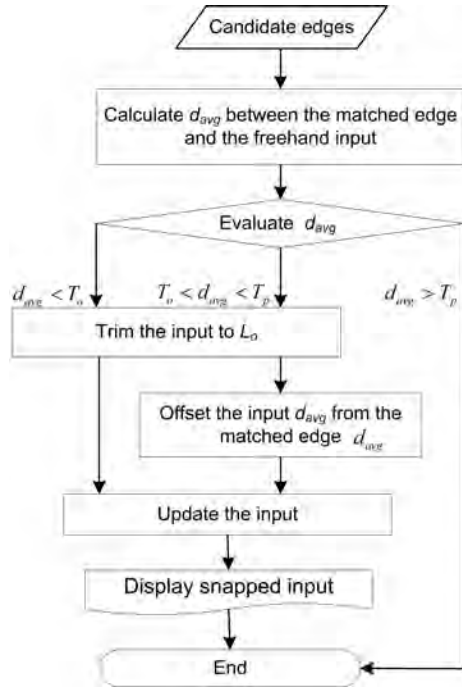 Candidate edges
Calculate d_avg between the matched edge
and the freehand input
Evaluate d_avg
d_avg < T_o
T_o < d_avg < T_p
d_avg > T_p
Trim the input to L_o
Offset the input d_avg from the
matched edge d_avg
Update the input
Display snapped input
End